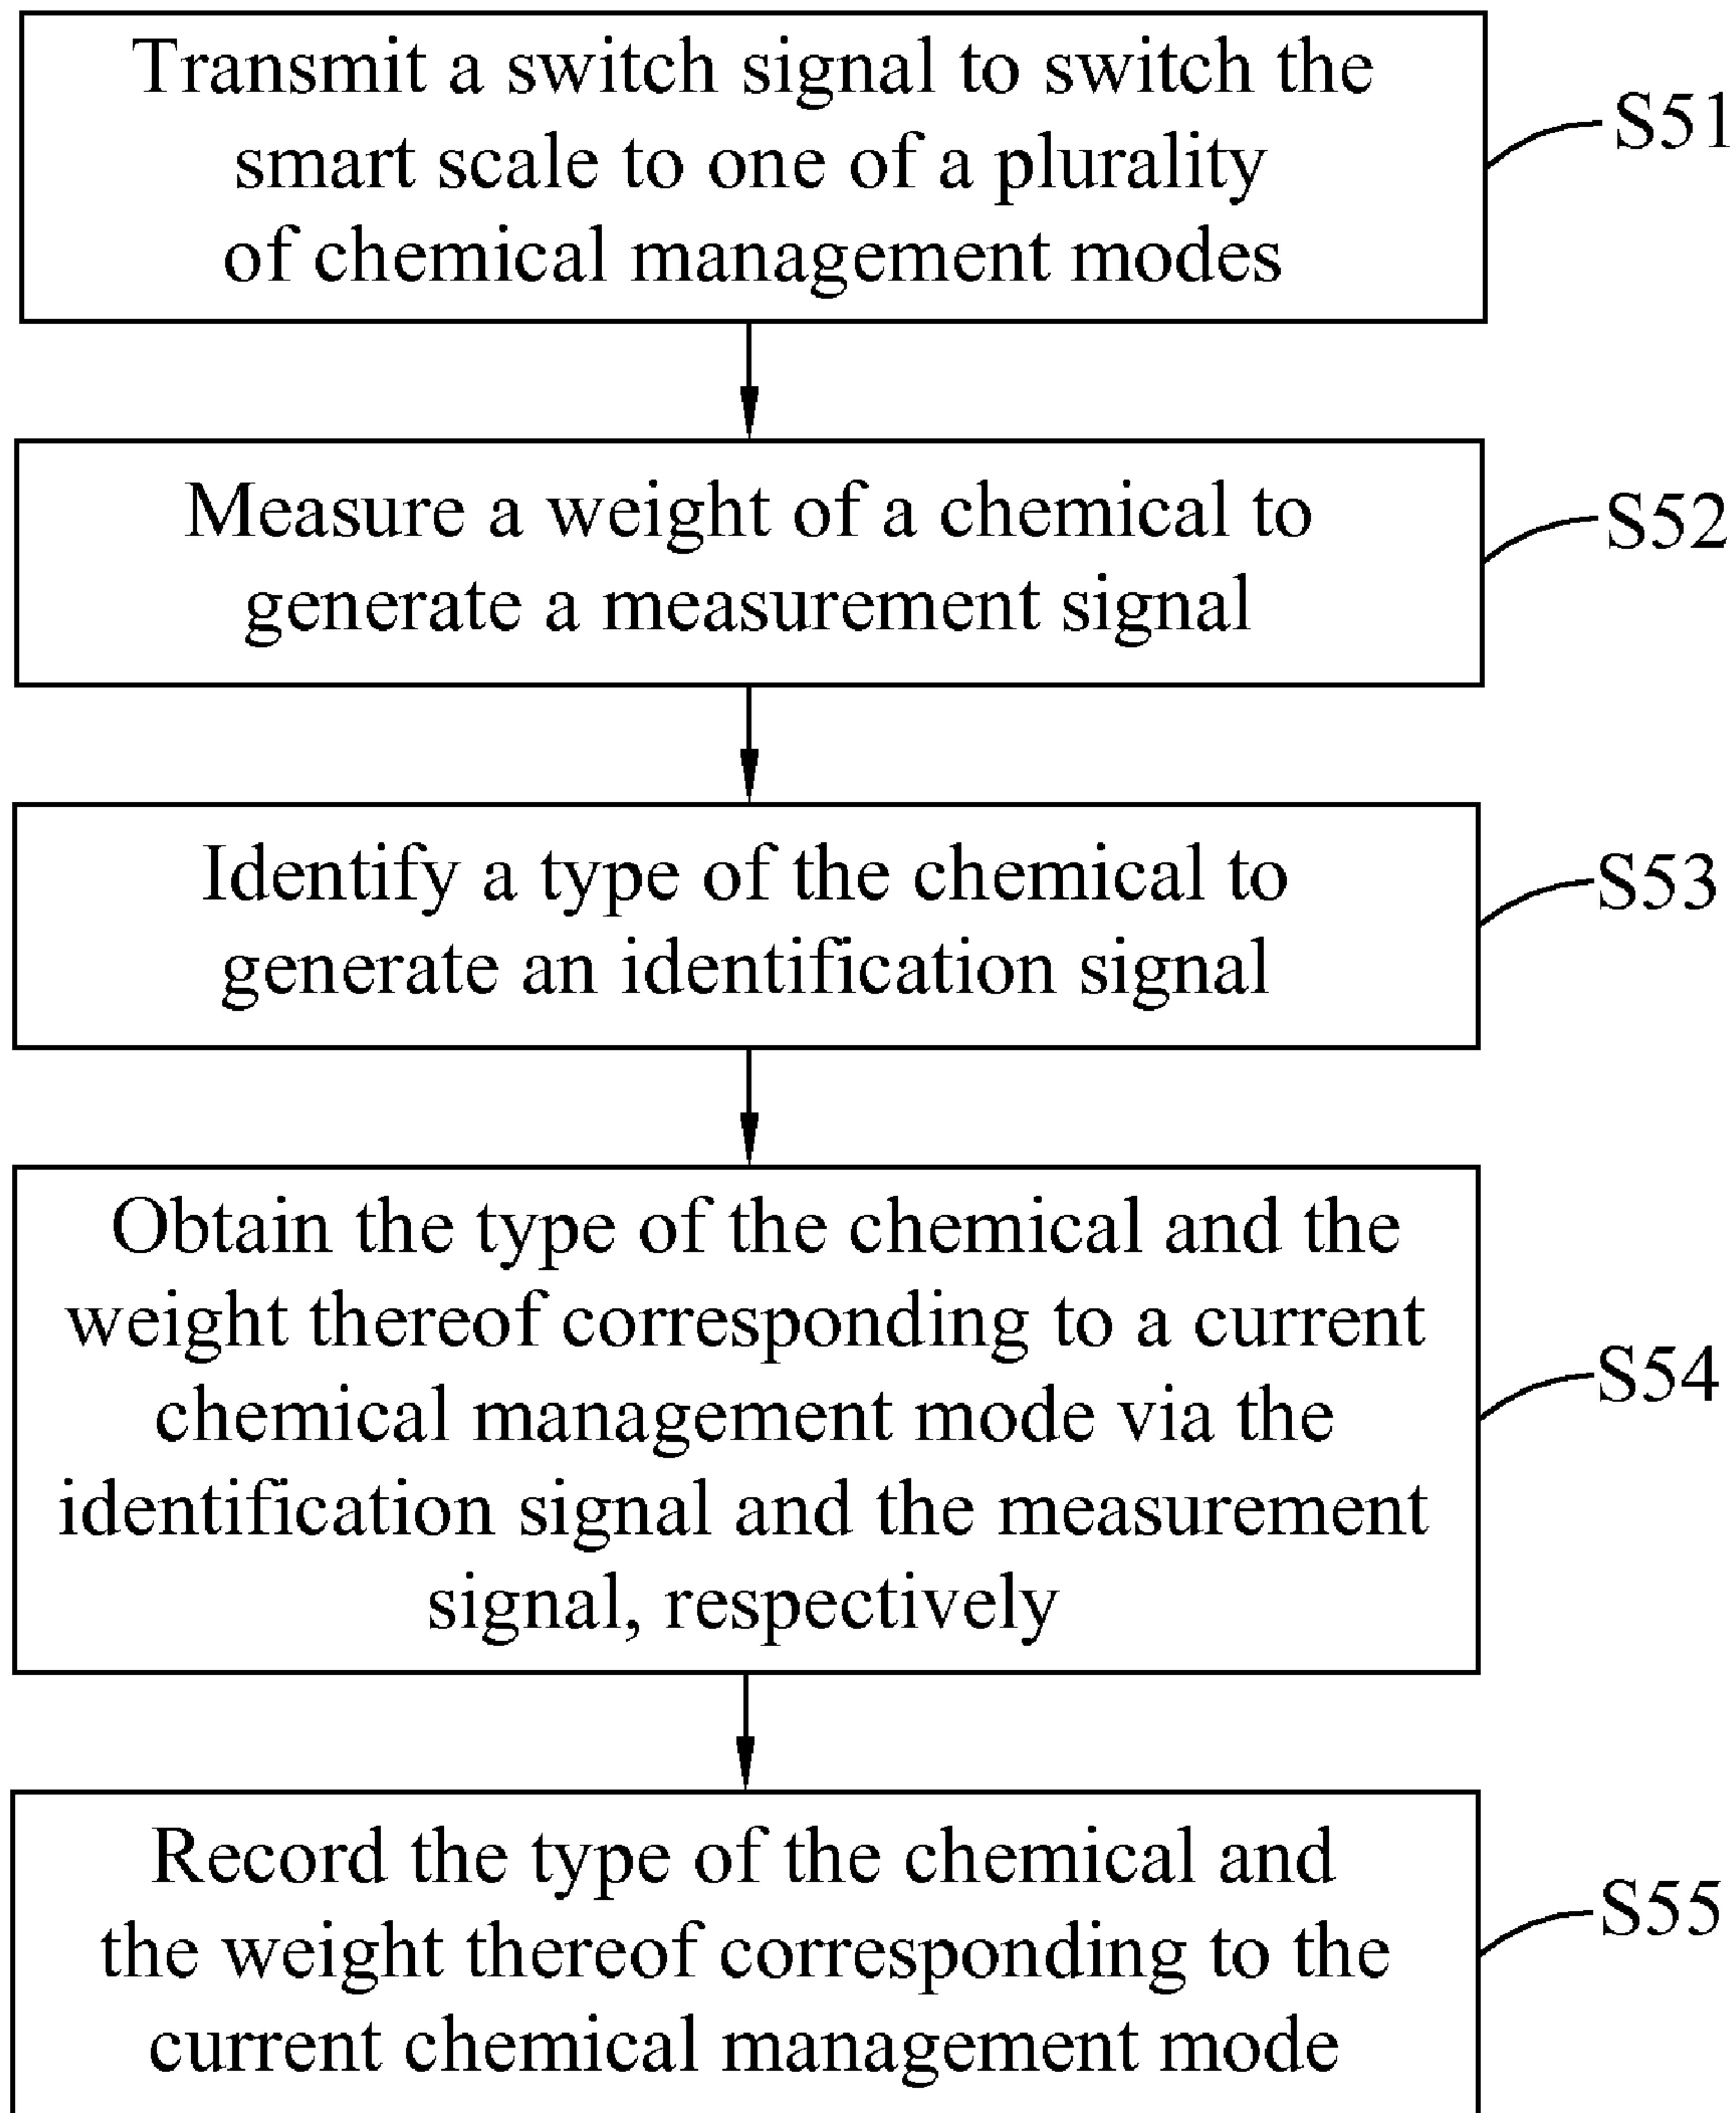 Transmit a switch signal to switch the
smart scale to one of a plurality
of chemical management modes
S51
Measure a weight of a chemical to
generate a measurement signal
S52
Identify a type of the chemical to
generate an identification signal
S53
Obtain the type of the chemical and the
weight thereof corresponding to a current
chemical management mode via the
identification signal and the measurement
signal, respectively
S54
Record the type of the chemical and
the weight thereof corresponding to the
current chemical management mode
S55